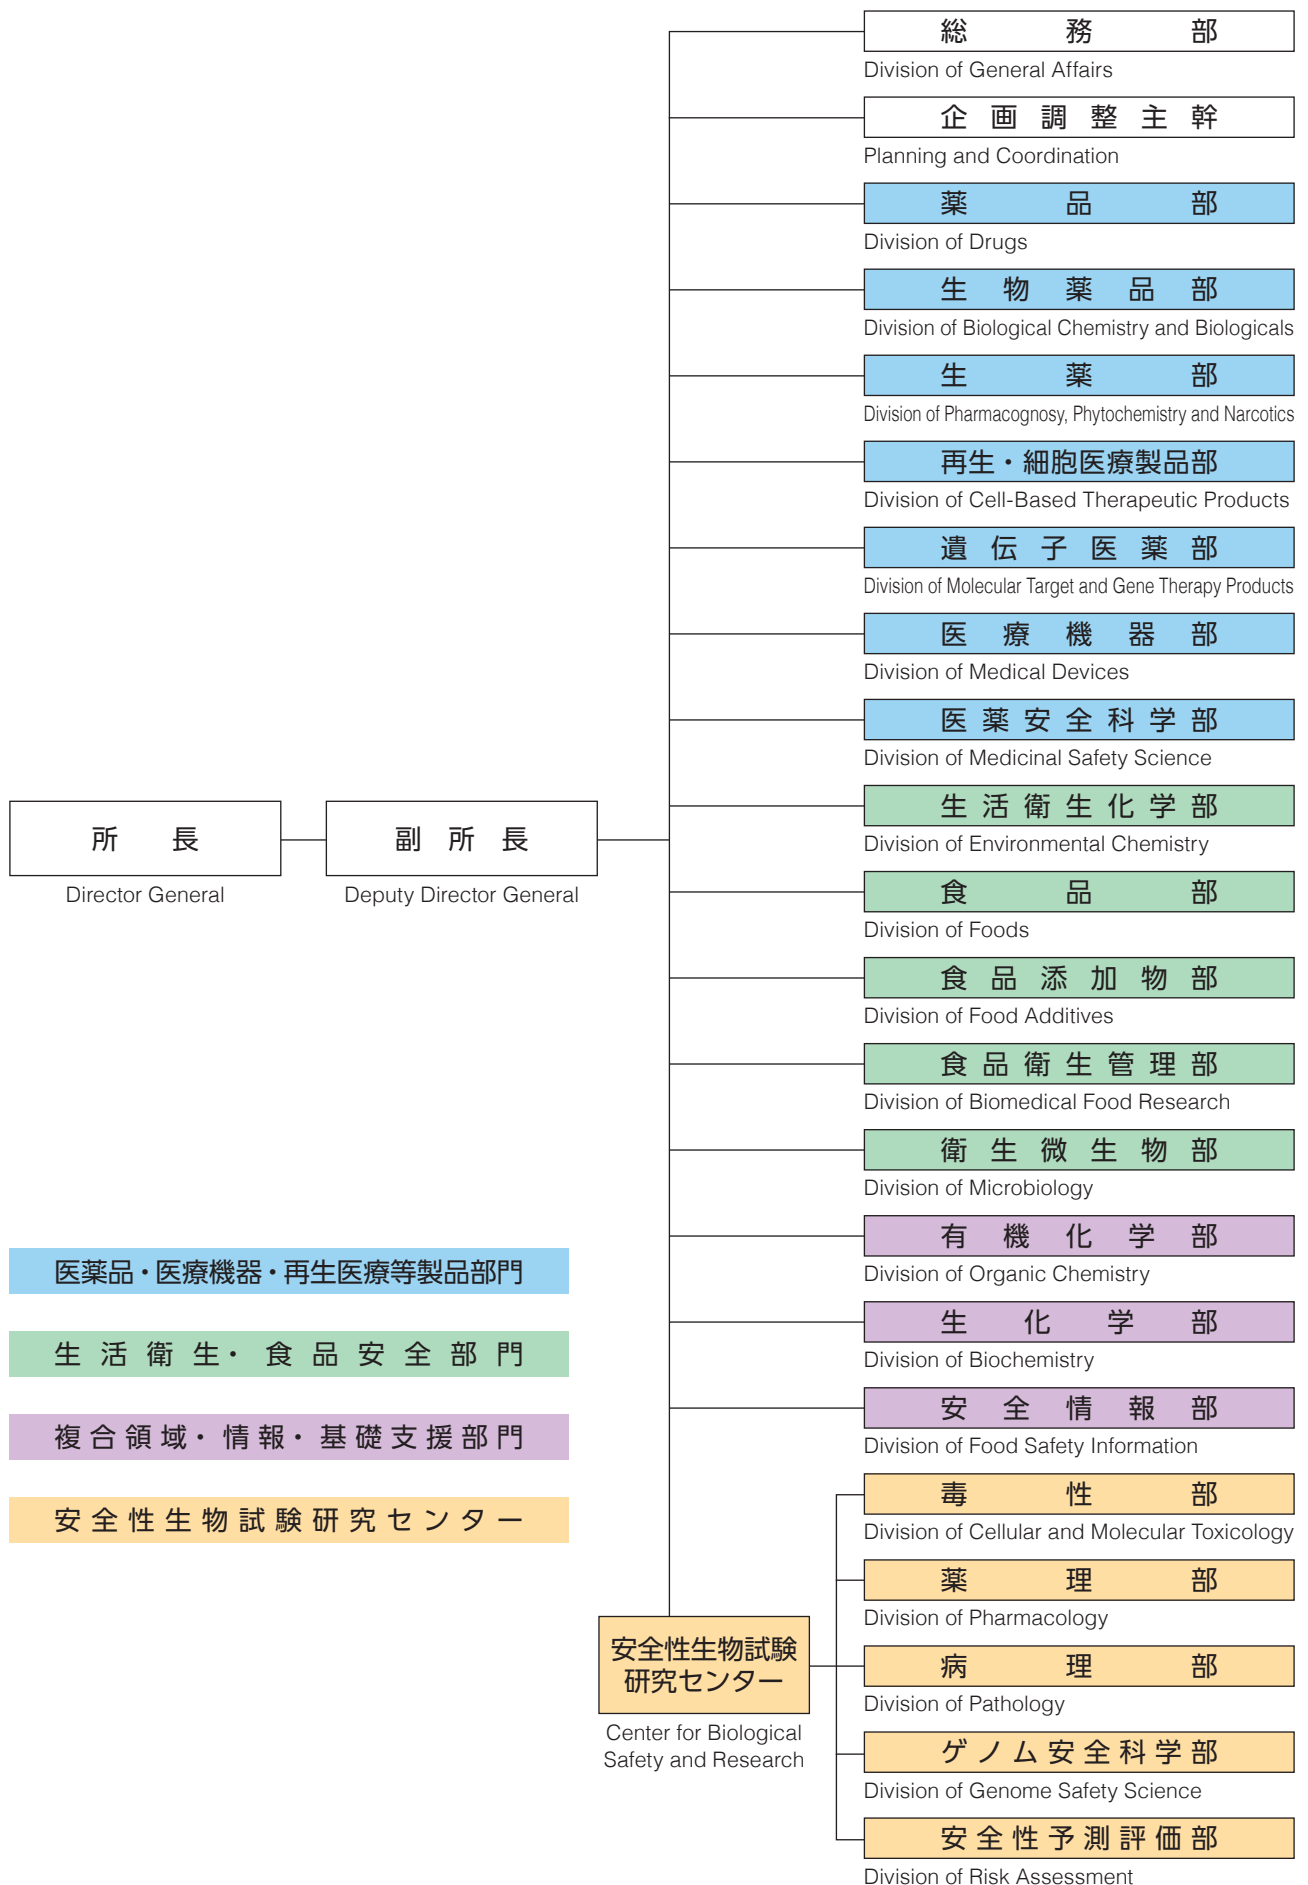 総務部
Division of General Affairs
企画調整主幹
Planning and Coordination
薬品部
Division of Drugs
生物薬品部
Division of Biological Chemistry and Biologicals
生薬部
Division of Pharmacognosy, Phytochemistry and Narcotics
再生・細胞医療製品部
Division of Cell-Based Therapeutic Products
遺伝子医薬部
Division of Molecular Target and Gene Therapy Products
医療機器部
Division of Medical Devices
医薬安全科学部
Division of Medicinal Safety Science
所長
Director General
副所長
Deputy Director General
生活衛生化学部
Division of Environmental Chemistry
食品部
Division of Foods
食品添加物部
Division of Food Additives
食品衛生管理部
Division of Biomedical Food Research
衛生微生物部
Division of Microbiology
有機化学部
Division of Organic Chemistry
生化学部
Division of Biochemistry
安全情報部
Division of Food Safety Information
医薬品・医療機器・再生医療等製品部門
生活衛生・食品安全部門
複合領域・情報・基礎支援部門
安全性生物試験研究センター
安全性生物試験
研究センター
Center for Biological
Safety and Research
毒性部
Division of Cellular and Molecular Toxicology
薬理部
Division of Pharmacology
病理部
Division of Pathology
ゲノム安全科学部
Division of Genome Safety Science
安全性予測評価部
Division of Risk Assessment